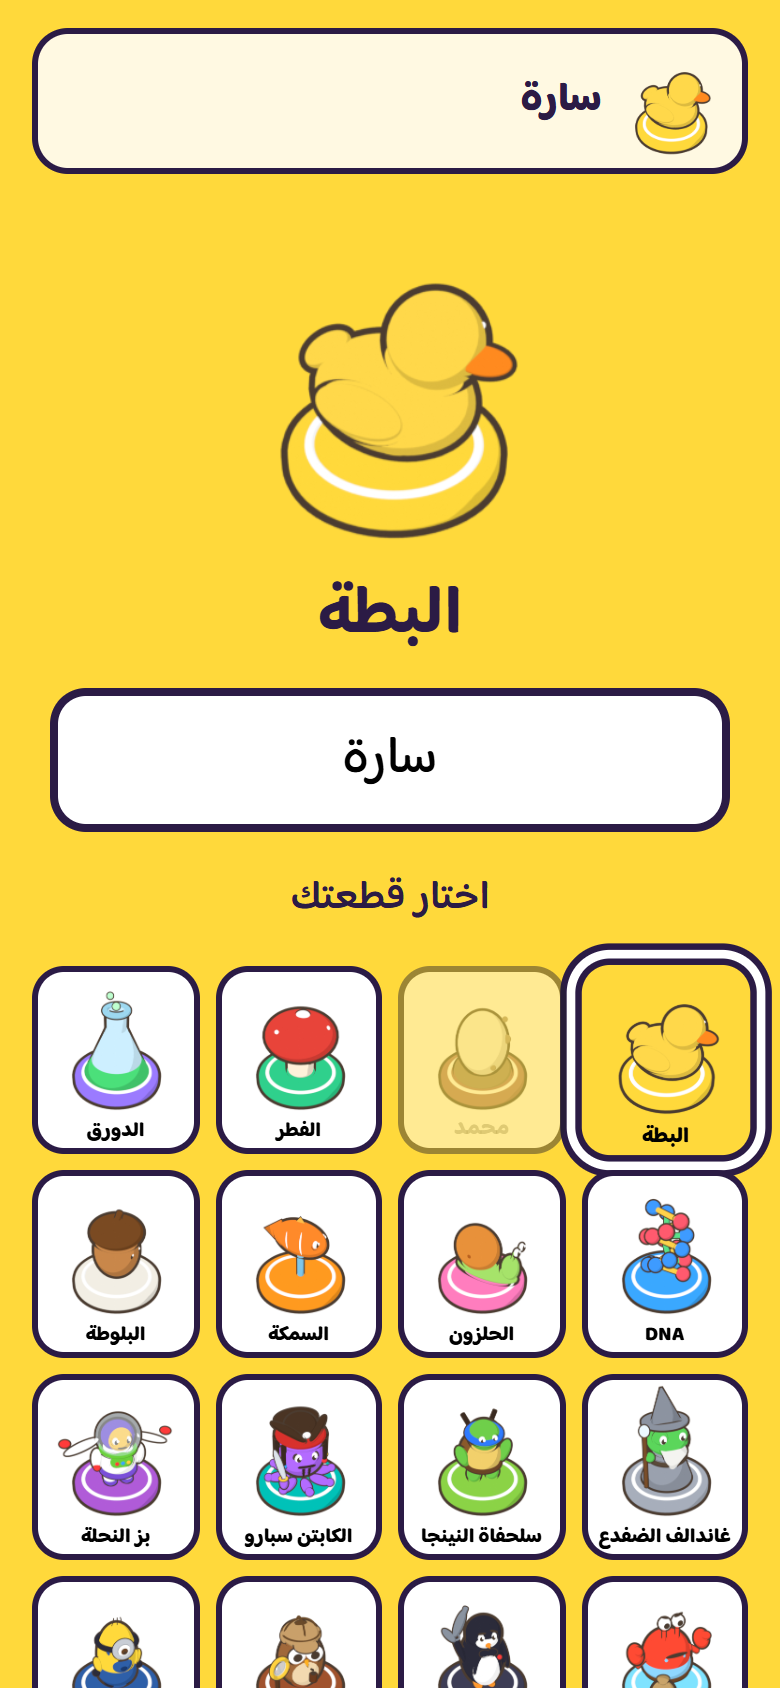 سارة
البطة
سارة
اختار قطعتك
البطة
محمد
الفطر
الدورق
DNA
الحلزون
السمكة
البلوطة
غاندالف الضفدع
سلحفاة النينجا
الكابتن سبارو
بز النحلة